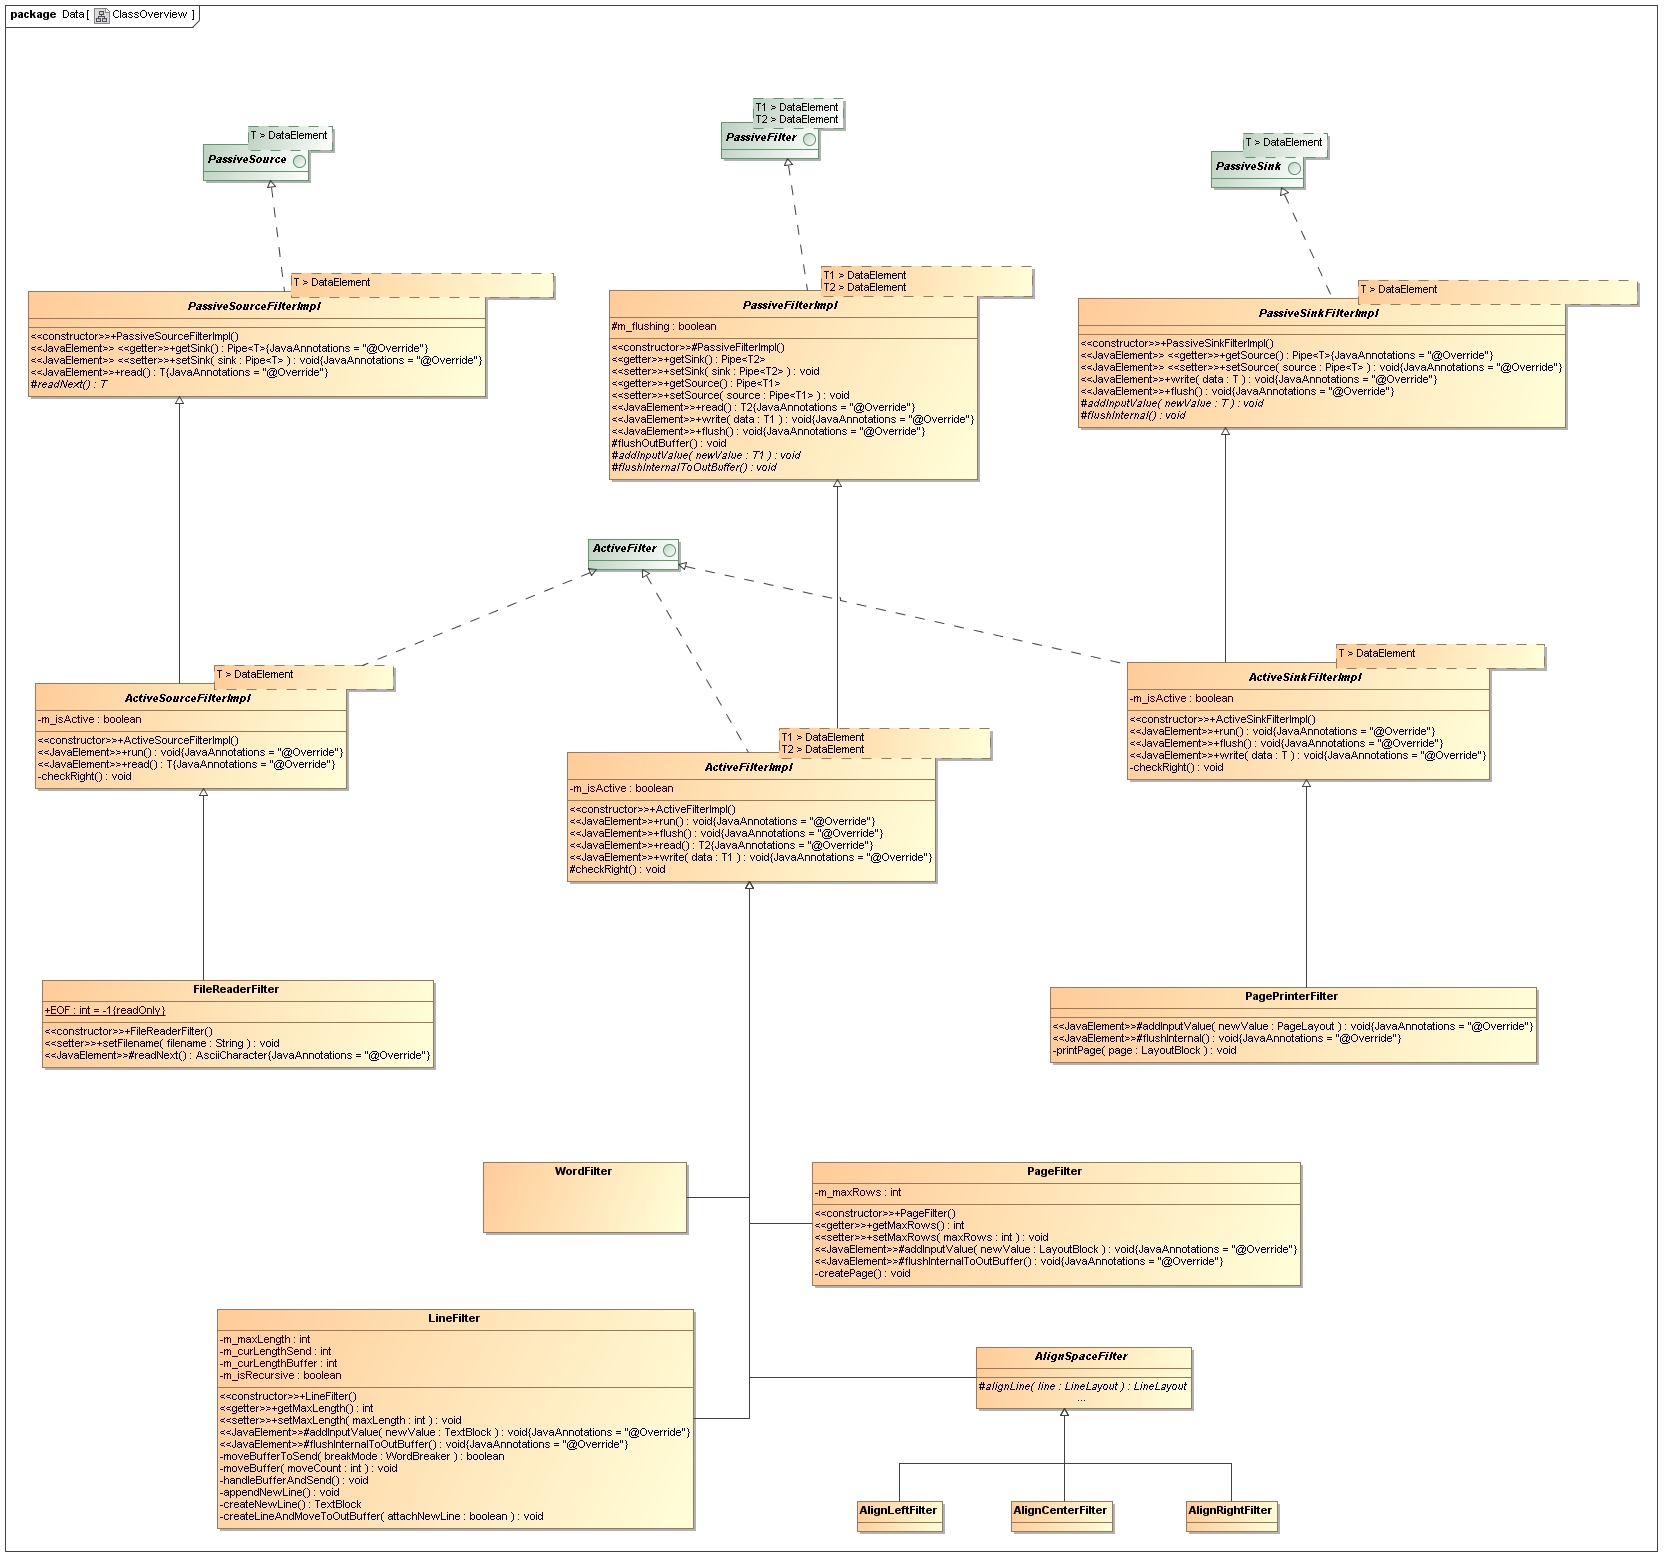 package Data[ ClassOverview ]
T > DataElement
PassiveSource
T1 > DataElement
T2 > DataElement
PassiveFilter
T > DataElement
PassiveSink
T > DataElement
PassiveSourceFilterImpl
<<constructor>>+PassiveSourceFilterImpl()
<<JavaElement>> <<getter>>+getSink() : Pipe<T>{JavaAnnotations = "@Override"}
<<JavaElement>> <<setter>>+setSink( sink : Pipe<T> ) : void{JavaAnnotations = "@Override"}
<<JavaElement>>+read() : T{JavaAnnotations = "@Override"}
#readNext() : T
T1 > DataElement
T2 > DataElement
PassiveFilterImpl
#m_flushing : boolean
<<constructor>>#PassiveFilterImpl()
<<getter>>+getSink() : Pipe<T2>
<<setter>>+setSink( sink : Pipe<T2> ) : void
<<getter>>+getSource() : Pipe<T1>
<<setter>>+setSource( source : Pipe<T1> ) : void
<<JavaElement>>+read() : T2{JavaAnnotations = "@Override"}
<<JavaElement>>+write( data : T1 ) : void{JavaAnnotations = "@Override"}
<<JavaElement>>+flush() : void{JavaAnnotations = "@Override"}
#flushOutBuffer() : void
#addInputValue( newValue : T1 ) : void
#flushInternalToOutBuffer() : void
T > DataElement
PassiveSinkFilterImpl
<<constructor>>+PassiveSinkFilterImpl()
<<JavaElement>> <<getter>>+getSource() : Pipe<T>{JavaAnnotations = "@Override"}
<<JavaElement>> <<setter>>+setSource( source : Pipe<T> ) : void{JavaAnnotations = "@Override"}
<<JavaElement>>+write( data : T ) : void{JavaAnnotations = "@Override"}
<<JavaElement>>+flush() : void{JavaAnnotations = "@Override"}
#addInputValue( newValue : T ) : void
#flushInternal() : void
ActiveFilter
T > DataElement
ActiveSourceFilterImpl
-m_isActive : boolean
<<constructor>>+ActiveSourceFilterImpl()
<<JavaElement>>+run() : void{JavaAnnotations = "@Override"}
<<JavaElement>>+read() : T{JavaAnnotations = "@Override"}
-checkRight() : void
T1 > DataElement
T2 > DataElement
ActiveFilterImpl
-m_isActive : boolean
<<constructor>>+ActiveFilterImpl()
<<JavaElement>>+run() : void{JavaAnnotations = "@Override"}
<<JavaElement>>+flush() : void{JavaAnnotations = "@Override"}
<<JavaElement>>+read() : T2{JavaAnnotations = "@Override"}
<<JavaElement>>+write( data : T1 ) : void{JavaAnnotations = "@Override"}
#checkRight() : void
T > DataElement
ActiveSinkFilterImpl
-m_isActive : boolean
<<constructor>>+ActiveSinkFilterImpl()
<<JavaElement>>+run() : void{JavaAnnotations = "@Override"}
<<JavaElement>>+flush() : void{JavaAnnotations = "@Override"}
<<JavaElement>>+write( data : T ) : void{JavaAnnotations = "@Override"}
-checkRight() : void
FileReaderFilter
+EOF : int = -1{readOnly}
<<constructor>>+FileReaderFilter()
<<setter>>+setFilename( filename : String ) : void
<<JavaElement>>#readNext() : AsciiCharacter{JavaAnnotations = "@Override"}
PagePrinterFilter
<<JavaElement>>#addInputValue( newValue : PageLayout ) : void{JavaAnnotations = "@Override"}
<<JavaElement>>#flushInternal() : void{JavaAnnotations = "@Override"}
-printPage( page : LayoutBlock ) : void
WordFilter
PageFilter
-m_maxRows : int
<<constructor>>+PageFilter()
<<getter>>+getMaxRows() : int
<<setter>>+setMaxRows( maxRows : int ) : void
<<JavaElement>>#addInputValue( newValue : LayoutBlock ) : void{JavaAnnotations = "@Override"}
<<JavaElement>>#flushInternalToOutBuffer() : void{JavaAnnotations = "@Override"}
-createPage() : void
LineFilter
-m_maxLength : int
-m_curLengthSend : int
-m_curLengthBuffer : int
-m_isRecursive : boolean
<<constructor>>+LineFilter()
<<getter>>+getMaxLength() : int
<<setter>>+setMaxLength( maxLength : int ) : void
<<JavaElement>>#addInputValue( newValue : TextBlock ) : void{JavaAnnotations = "@Override"}
<<JavaElement>>#flushInternalToOutBuffer() : void{JavaAnnotations = "@Override"}
-moveBufferToSend( breakMode : WordBreaker ) : boolean
-moveBuffer( moveCount : int ) : void
-handleBufferAndSend() : void
-appendNewLine() : void
-createNewLine() : TextBlock
-createLineAndMoveToOutBuffer( attachNewLine : boolean ) : void
AlignSpaceFilter
#alignLine( line : LineLayout ) : LineLayout
...
AlignLeftFilter
AlignCenterFilter
AlignRightFilter